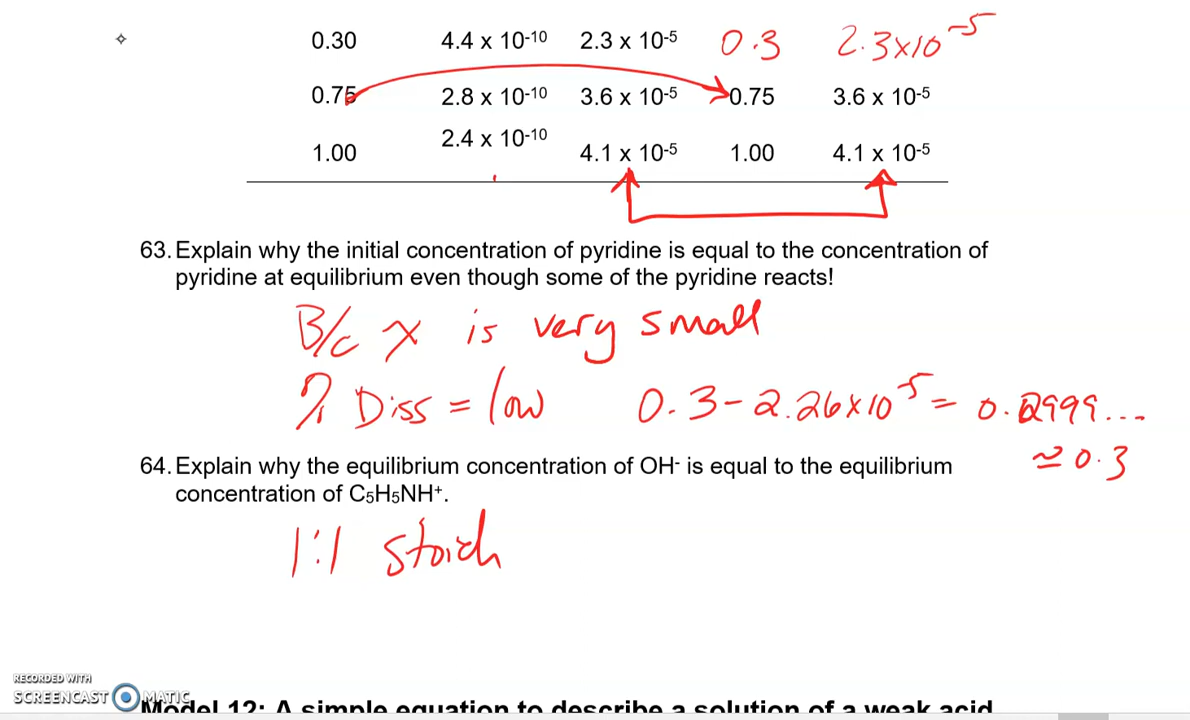 0.30 4.4 x 10-10 2.3 x 10-5 0.3 2.3x10-5
0.75 2.8 x 10-10 3.6 x 10-5 0.75 3.6 x 10-5
1.00 2.4 x 10-10 4.1 x 10-5 1.00 4.1 x 10-5
63. Explain why the initial concentration of pyridine is equal to the concentration of
pyridine at equilibrium even though some of the pyridine reacts!
B/c x is very small
% Diss = low 0.3-2.26x10-5 = 0.2999...
≈0.3
64. Explain why the equilibrium concentration of OH- is equal to the equilibrium
concentration of C5H5NH+.
1:1 stoich
RECORDED WITH
SCREENCAST MATIC
Model 12: A simple equation to describe a solution of a weak acid